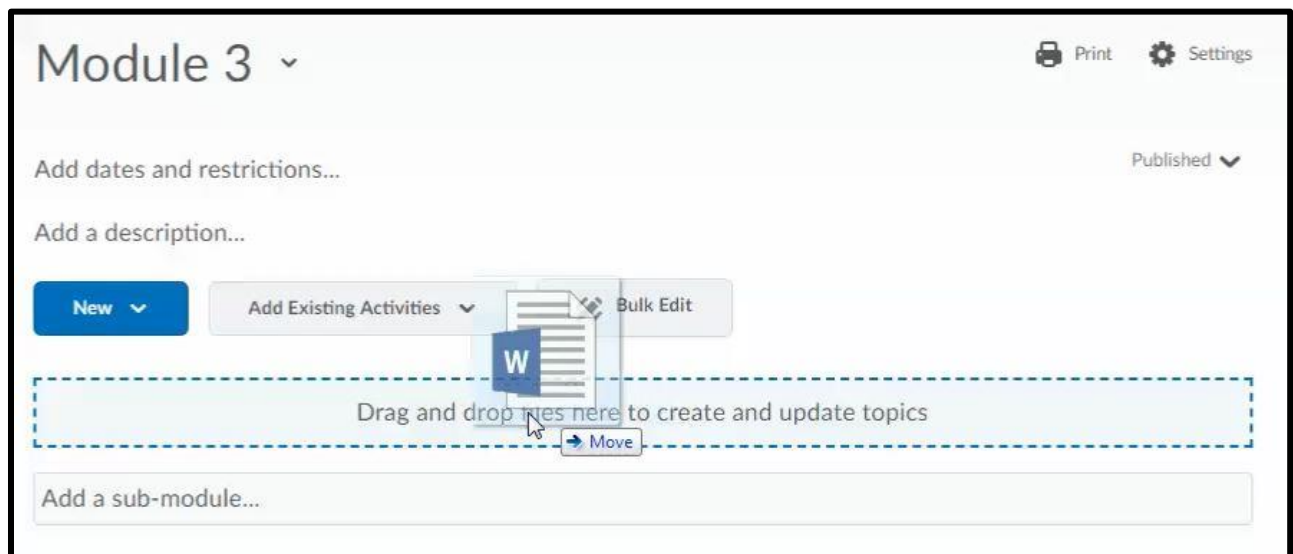 Module 3
Print
Settings
Add dates and restrictions...
Published
Add a description...
New
Add Existing Activities
Bulk Edit
W
Drag and drop files here to create and update topics
Move
Add a sub-module...